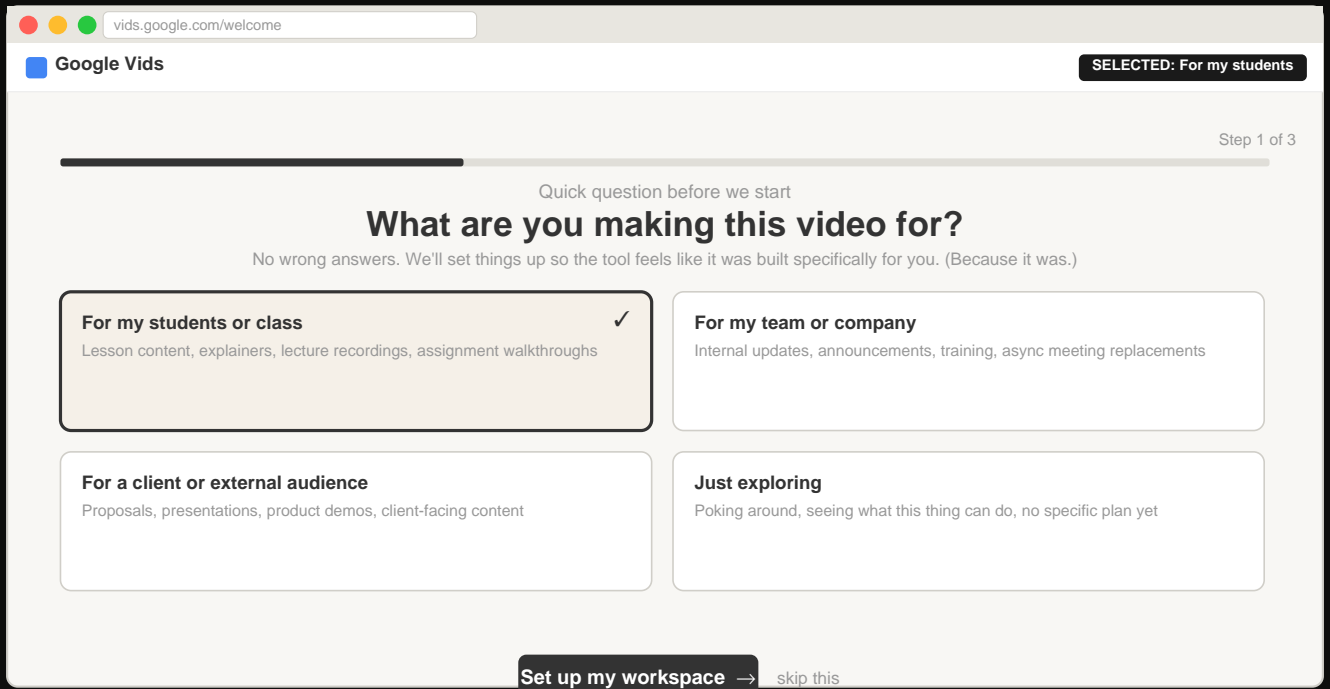 vids.google.com/welcome
Google Vids
SELECTED: For my students
Step 1 of 3
Quick question before we start
What are you making this video for?
No wrong answers. We'll set things up so the tool feels like it was built specifically for you. (Because it was.)
For my students or class ✓
Lesson content, explainers, lecture recordings, assignment walkthroughs
For my team or company
Internal updates, announcements, training, async meeting replacements
For a client or external audience
Proposals, presentations, product demos, client-facing content
Just exploring
Poking around, seeing what this thing can do, no specific plan yet
Set up my workspace →
skip this